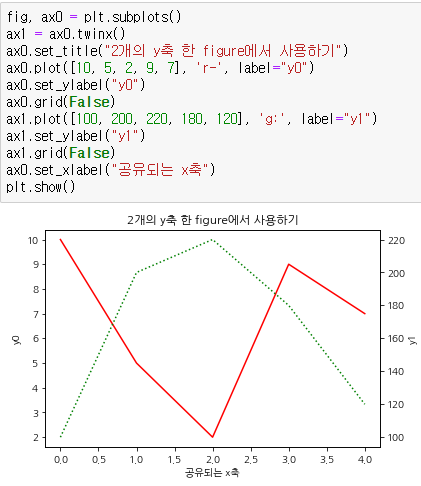 fig, ax0 = plt.subplots()
ax1 = ax0.twinx()
ax0.set_title("2개의 y축 한 figure에서 사용하기")
ax0.plot([10, 5, 2, 9, 7], 'r-', label="y0")
ax0.set_ylabel("y0")
ax0.grid(False)
ax1.plot([100, 200, 220, 180, 120], 'g:', label="y1")
ax1.set_ylabel("y1")
ax1.grid(False)
ax0.set_xlabel("공유되는 x축")
plt.show()
2개의 y축 한 figure에서 사용하기
10
9
8
7
6
5
4
3
2
y0
220
200
180
160
140
120
100
y1
0,0 0,5 1,0 1,5 2,0 2,5 3,0 3,5 4,0
공유되는 x축